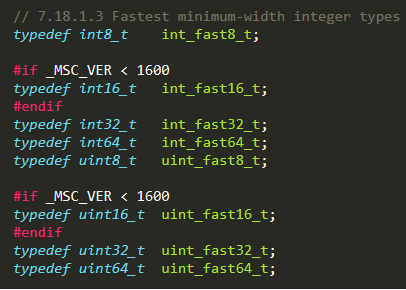 // 7.18.1.3 Fastest minimum-width integer types
typedef int8_t    int_fast8_t;

#if _MSC_VER < 1600
typedef int16_t   int_fast16_t;
#endif
typedef int32_t   int_fast32_t;
typedef int64_t   int_fast64_t;
typedef uint8_t   uint_fast8_t;

#if _MSC_VER < 1600
typedef uint16_t  uint_fast16_t;
#endif
typedef uint32_t  uint_fast32_t;
typedef uint64_t  uint_fast64_t;